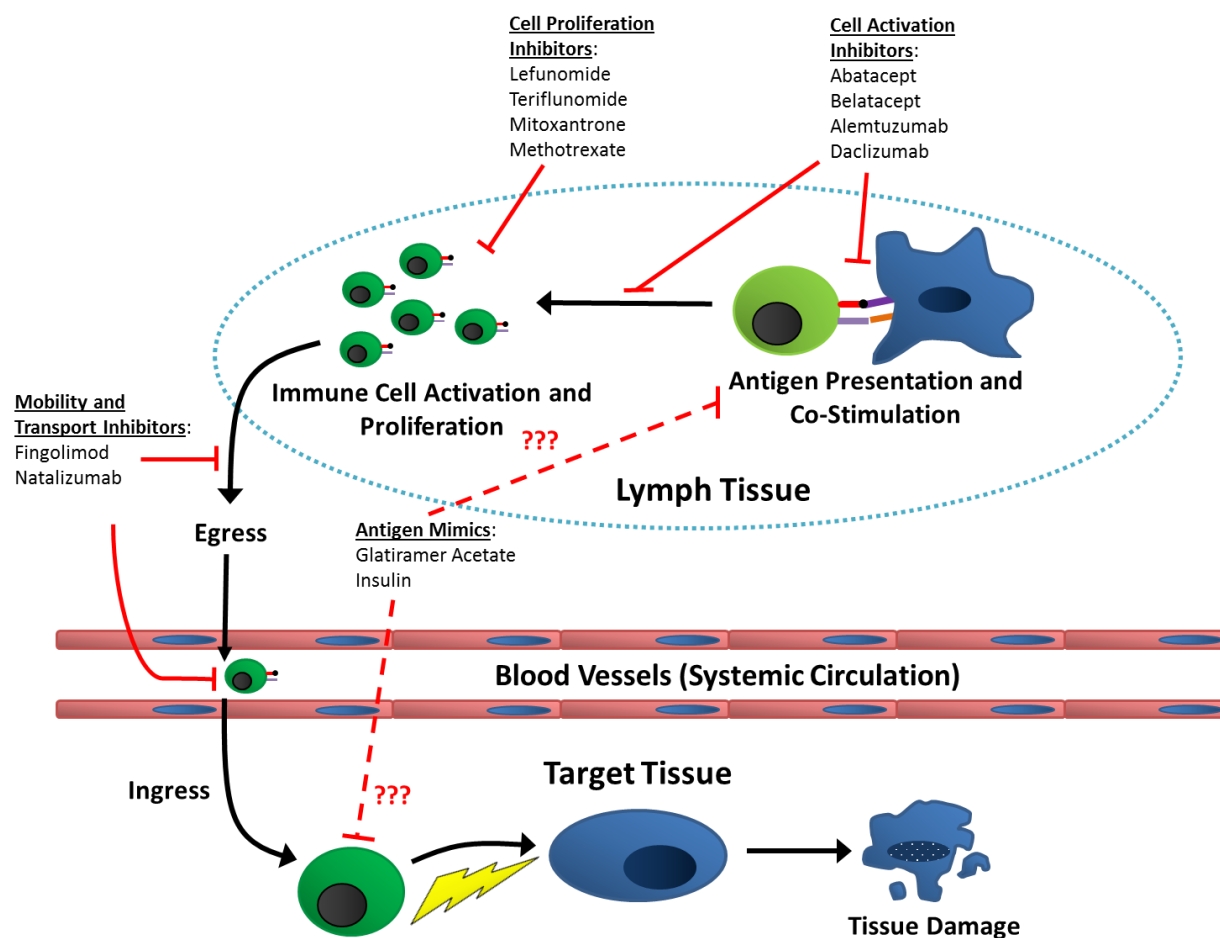 Cell Proliferation
Inhibitors:
Lefunomide
Teriflunomide
Mitoxantrone
Methotrexate
Cell Activation
Inhibitors:
Abatacept
Belatacept
Alemtuzumab
Daclizumab
Immune Cell Activation and
Proliferation
Antigen Presentation and
Co-Stimulation
Mobility and
Transport Inhibitors:
Fingolimod
Natalizumab
???
Lymph Tissue
Egress
Antigen Mimics:
Glatiramer Acetate
Insulin
Blood Vessels (Systemic Circulation)
Ingress
???
Target Tissue
Tissue Damage